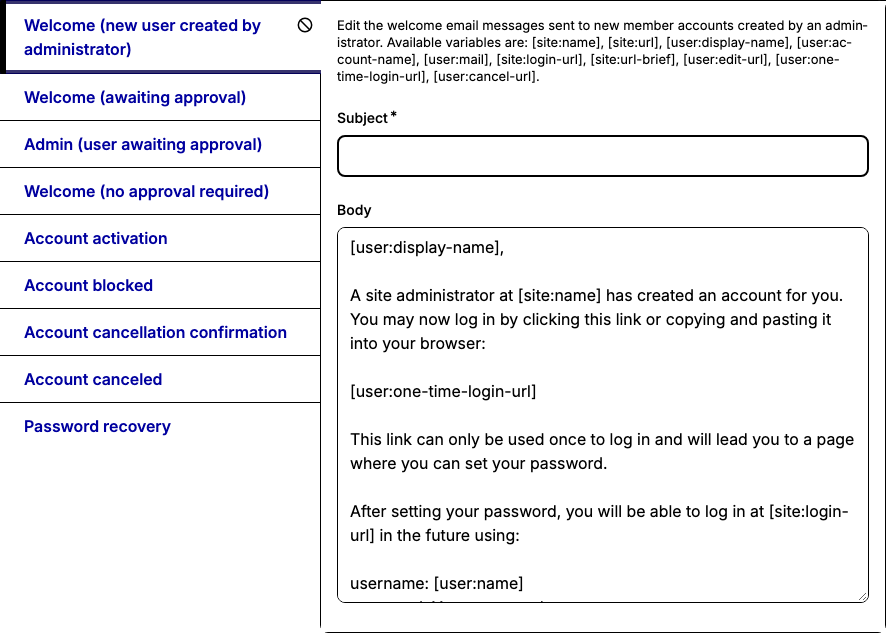 Welcome (new user created by
administrator)
Welcome (awaiting approval)
Admin (user awaiting approval)
Welcome (no approval required)
Account activation
Account blocked
Account cancellation confirmation
Account canceled
Password recovery
Edit the welcome email messages sent to new member accounts created by an admin-
istrator. Available variables are: [site:name], [site:url], [user:display-name], [user:ac-
count-name], [user:mail], [site:login-url], [site:url-brief], [user:edit-url], [user:one-
time-login-url], [user:cancel-url].
Subject*
Body
[user:display-name],
A site administrator at [site:name] has created an account for you.
You may now log in by clicking this link or copying and pasting it
into your browser:
[user:one-time-login-url]
This link can only be used once to log in and will lead you to a page
where you can set your password.
After setting your password, you will be able to log in at [site:login-
url] in the future using:
username: [user:name]